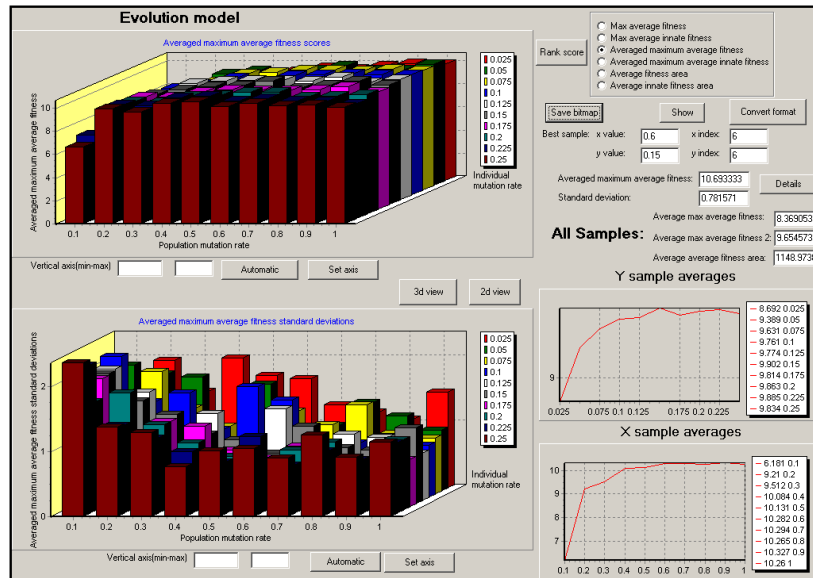 Evolution model
Averaged maximum average fitness scores
Averaged maximum average fitness
10
8
6
4
2
0
0.1 0.2 0.3 0.4 0.5 0.6 0.7 0.8 0.9 1
Population mutation rate
0.025
0.05
0.075
0.1
0.125
0.15
0.175
0.2
0.225
0.25
Individual
mutation rate
Vertical axis(min-max)
Automatic
Set axis
3d view
2d view
Averaged maximum average fitness standard deviations
Averaged maximum average fitness standard deviations
2
1
0
0.1 0.2 0.3 0.4 0.5 0.6 0.7 0.8 0.9 1
Population mutation rate
0.025
0.05
0.075
0.1
0.125
0.15
0.175
0.2
0.225
0.25
Individual
mutation rate
Vertical axis(min-max)
Automatic
Set axis
Rank score
Max average fitness
Max average innate fitness
Averaged maximum average fitness
Averaged maximum average innate fitness
Average fitness area
Average innate fitness area
Save bitmap
Show
Convert format
Best sample: x value: 0.6 x index: 6
y value: 0.15 y index: 6
Averaged maximum average fitness: 10.693333
Standard deviation: 0.781571
Details
All Samples:
Average max average fitness: 8.369053
Average max average fitness 2: 9.654573
Average average fitness area: 1148.9738
Y sample averages
9
0.025 0.075 0.1 0.125 0.175 0.2 0.225
8.692 0.025
9.389 0.05
9.631 0.075
9.761 0.1
9.774 0.125
9.902 0.15
9.814 0.175
9.863 0.2
9.885 0.225
9.834 0.25
X sample averages
10
9
8
7
0.1 0.2 0.3 0.4 0.5 0.6 0.7 0.8 0.9 1
6.181 0.1
9.21 0.2
9.512 0.3
10.084 0.4
10.131 0.5
10.282 0.6
10.294 0.7
10.265 0.8
10.327 0.9
10.26 1